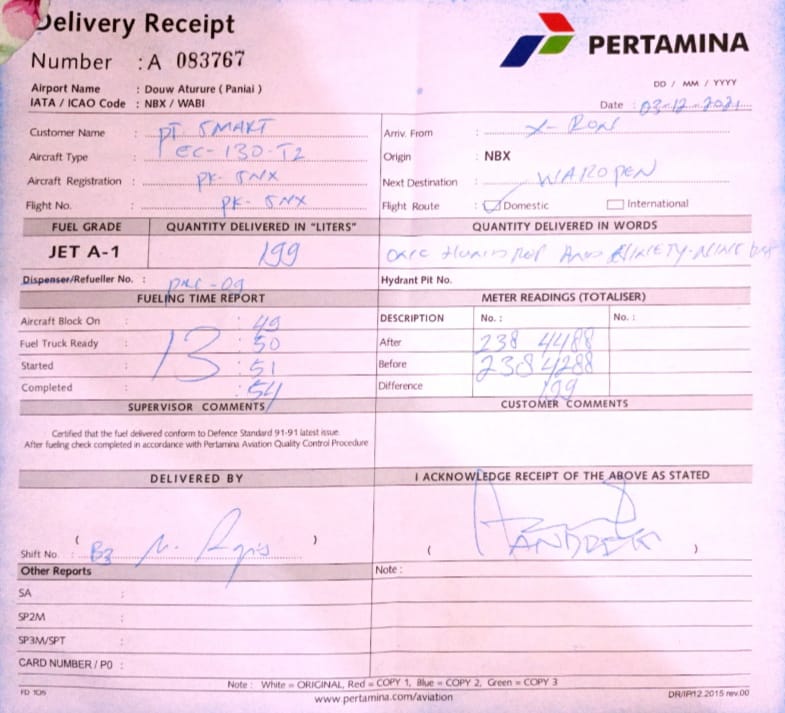 Delivery Receipt
PERTAMINA
Number : A 083767
Airport Name : Douw Aturure ( Paniai )
IATA / ICAO Code : NBX / WABI
DD / MM / YYYY
Date : 03-12-2021
Customer Name : PT SMART
Arriv. From : X-RON
Aircraft Type : EC-130-T2
Origin : NBX
Aircraft Registration : PK-SNX
Next Destination : WAROPEN
Flight No. : PK-SNX
Flight Route : Domestic International
FUEL GRADE QUANTITY DELIVERED IN "LITERS" QUANTITY DELIVERED IN WORDS
JET A-1 199 ONE HUNDRED AND NINETY-NINE
Dispenser/Refueller No. : -09 Hydrant Pit No.
FUELING TIME REPORT METER READINGS (TOTALISER)
Aircraft Block On : : 49 DESCRIPTION No. : No. :
Fuel Truck Ready : 13 : 50 After 238 4488
Started : : 51 Before 238 4288
Completed : : 54 Difference 199
SUPERVISOR COMMENTS CUSTOMER COMMENTS
Certified that the fuel delivered conform to Defence Standard 91-91 latest issue.
After fueling check completed in accordance with Pertamina Aviation Quality Control Procedure
DELIVERED BY I ACKNOWLEDGE RECEIPT OF THE ABOVE AS STATED
( ) ( )
Shift No. :
Other Reports Note :
SA :
SP2M :
SP3M/SPT :
CARD NUMBER / PO :
Note : White = ORIGINAL, Red = COPY 1, Blue = COPY 2, Green = COPY 3
FD 105 www.pertamina.com/aviation DR/IP/12.2015 rev.00